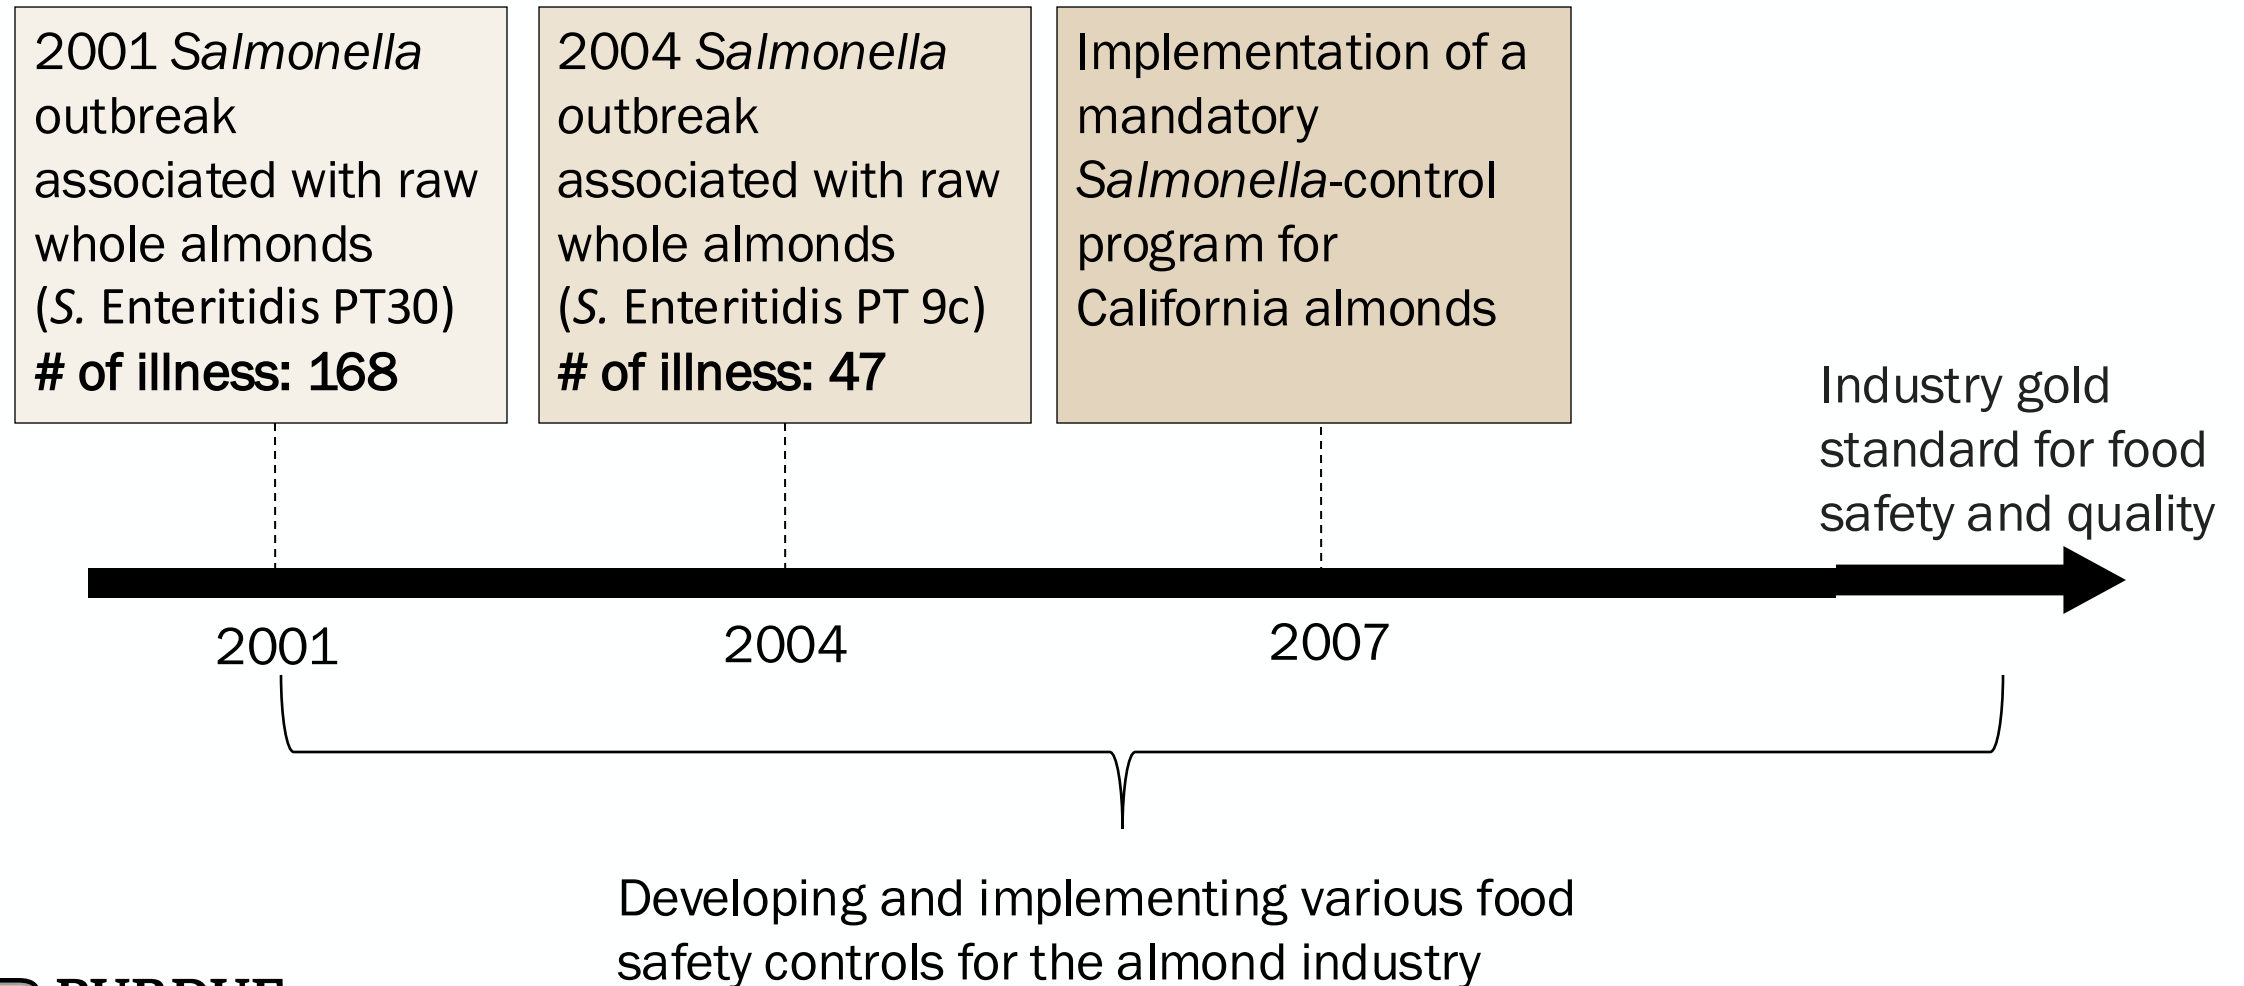 2001 Salmonella
outbreak
associated with raw
whole almonds
(S. Enteritidis PT30)
# of illness: 168
2004 Salmonella
outbreak
associated with raw
whole almonds
(S. Enteritidis PT 9c)
# of illness: 47
Implementation of a
mandatory
Salmonella-control
program for
California almonds
Industry gold
standard for food
safety and quality
2001
2004
2007
Developing and implementing various food
safety controls for the almond industry
PURDUE